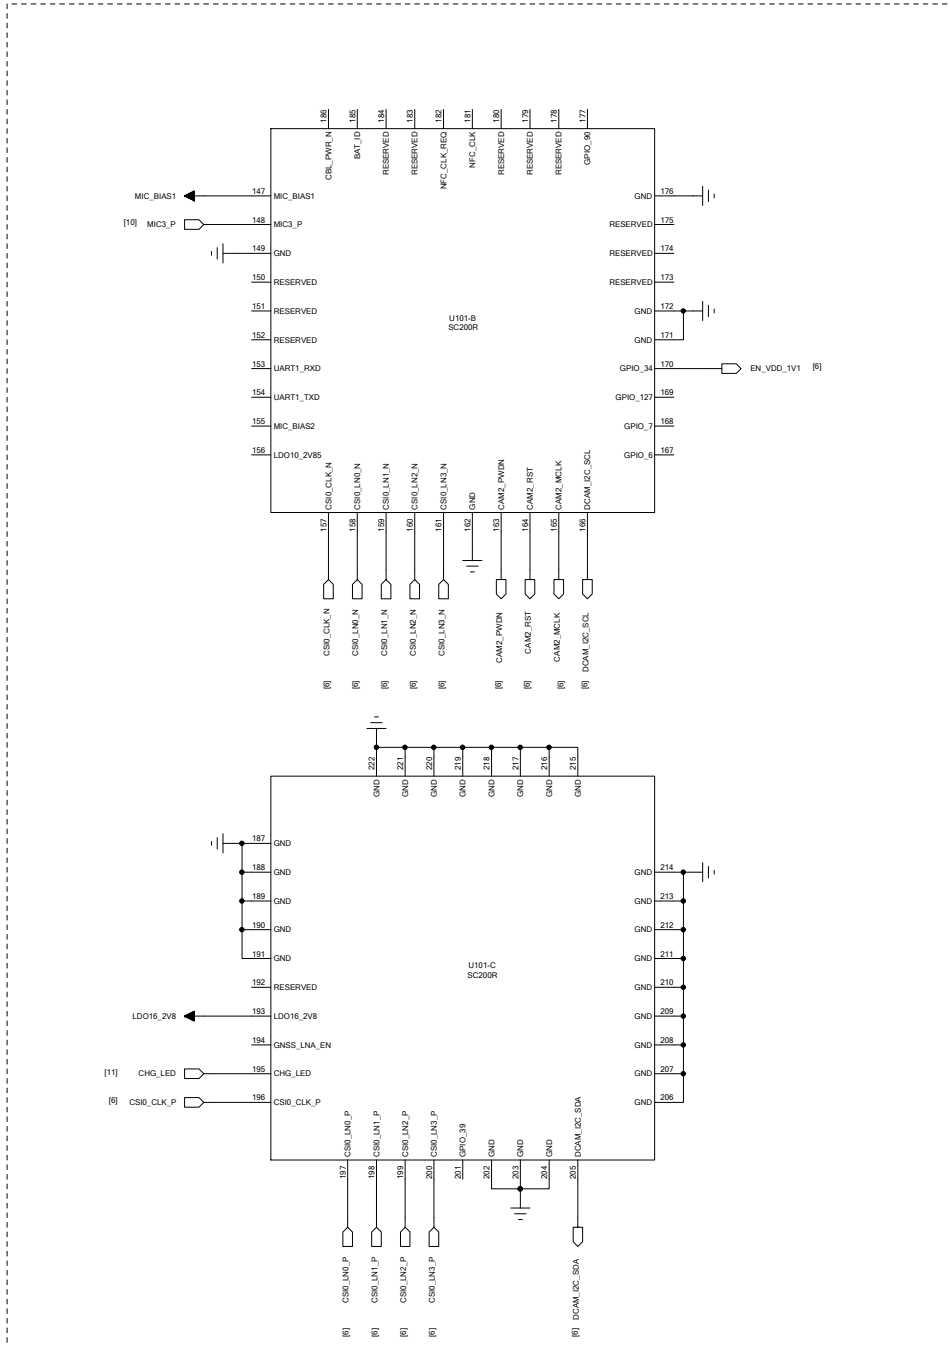 186 185 184 183 182 181 180 179 178 177
CBL_PWR_N BAT_ID RESERVED RESERVED NFC_CLK_REQ NFC_CLK RESERVED RESERVED RESERVED GPIO_90
MIC_BIAS1 147 MIC_BIAS1 GND 176
[10] MIC3_P 148 MIC3_P RESERVED 175
149 GND RESERVED 174
150 RESERVED RESERVED 173
151 RESERVED GND 172
U101-B
SC200R
152 RESERVED GND 171
153 UART1_RXD GPIO_34 170 EN_VDD_1V1 [6]
154 UART1_TXD GPIO_127 169
155 MIC_BIAS2 GPIO_7 168
156 LDO10_2V85 GPIO_6 167
CSI0_CLK_N CSI0_LN0_N CSI0_LN1_N CSI0_LN2_N CSI0_LN3_N GND CAM2_PWDN CAM2_RST CAM2_MCLK DCAM_I2C_SCL
157 158 159 160 161 162 163 164 165 166
CSI0_CLK_N CSI0_LN0_N CSI0_LN1_N CSI0_LN2_N CSI0_LN3_N CAM2_PWDN CAM2_RST CAM2_MCLK DCAM_I2C_SCL
[6] [6] [6] [6] [6] [6] [6] [6] [6]
222 221 220 219 218 217 216 215
GND GND GND GND GND GND GND GND
187 GND
188 GND GND 214
189 GND GND 213
190 GND GND 212
191 GND GND 211
U101-C
SC200R
192 RESERVED GND 210
LDO16_2V8 193 LDO16_2V8 GND 209
194 GNSS_LNA_EN GND 208
[11] CHG_LED 195 CHG_LED GND 207
[6] CSI0_CLK_P 196 CSI0_CLK_P GND 206
CSI0_LN0_P CSI0_LN1_P CSI0_LN2_P CSI0_LN3_P GPIO_39 GND GND GND DCAM_I2C_SDA
197 198 199 200 201 202 203 204 205
CSI0_LN0_P CSI0_LN1_P CSI0_LN2_P CSI0_LN3_P DCAM_I2C_SDA
[6] [6] [6] [6] [6]